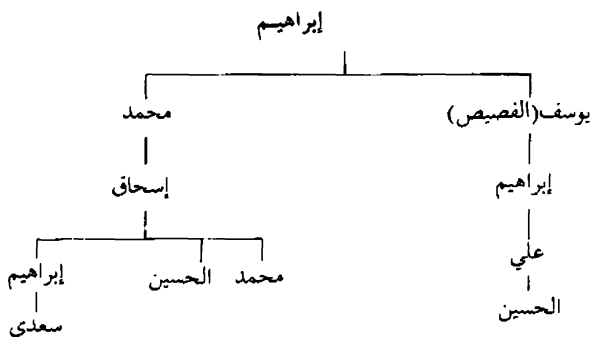 إبراهيم
يوسف (الفصيص) محمد
إبراهيم إسحاق
علي
محمد الحسين إبراهيم
الحسين
سعدى